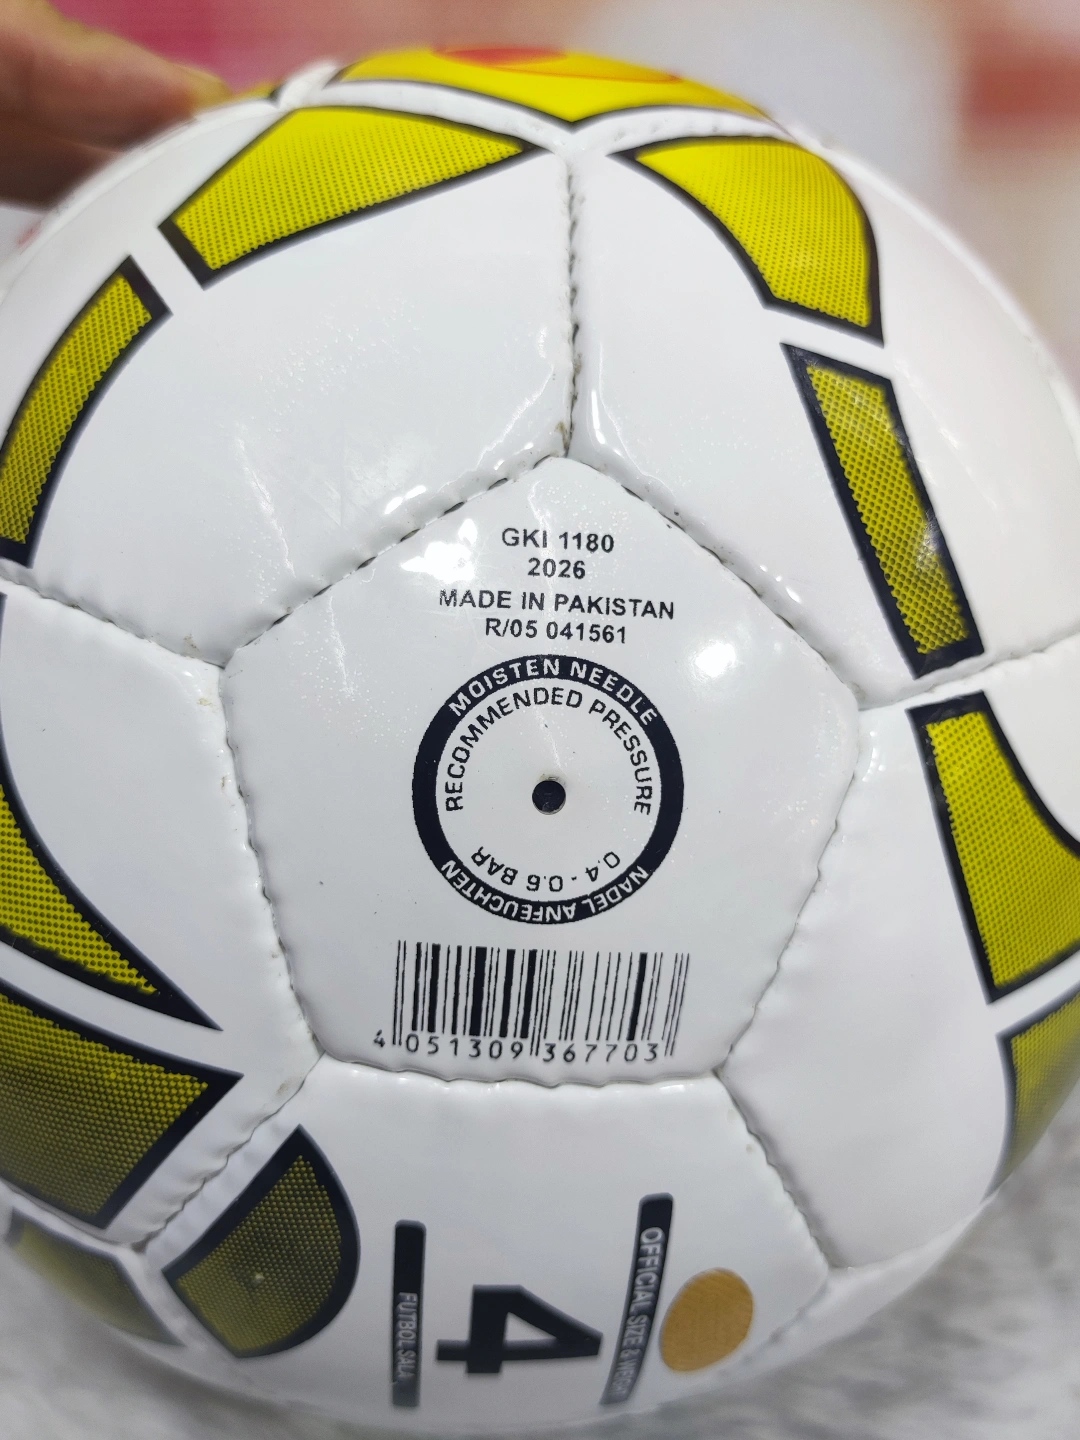 GKI 1180
2026
MADE IN PAKISTAN
R/05 041561
MOISTEN NEEDLE
RECOMMENDED PRESSURE
0.4 - 0.6 BAR
NADEL ANFEUCHTEN
4 051309 367703
OFFICIAL SIZE & WEIGHT
4
FUTBOL SALA